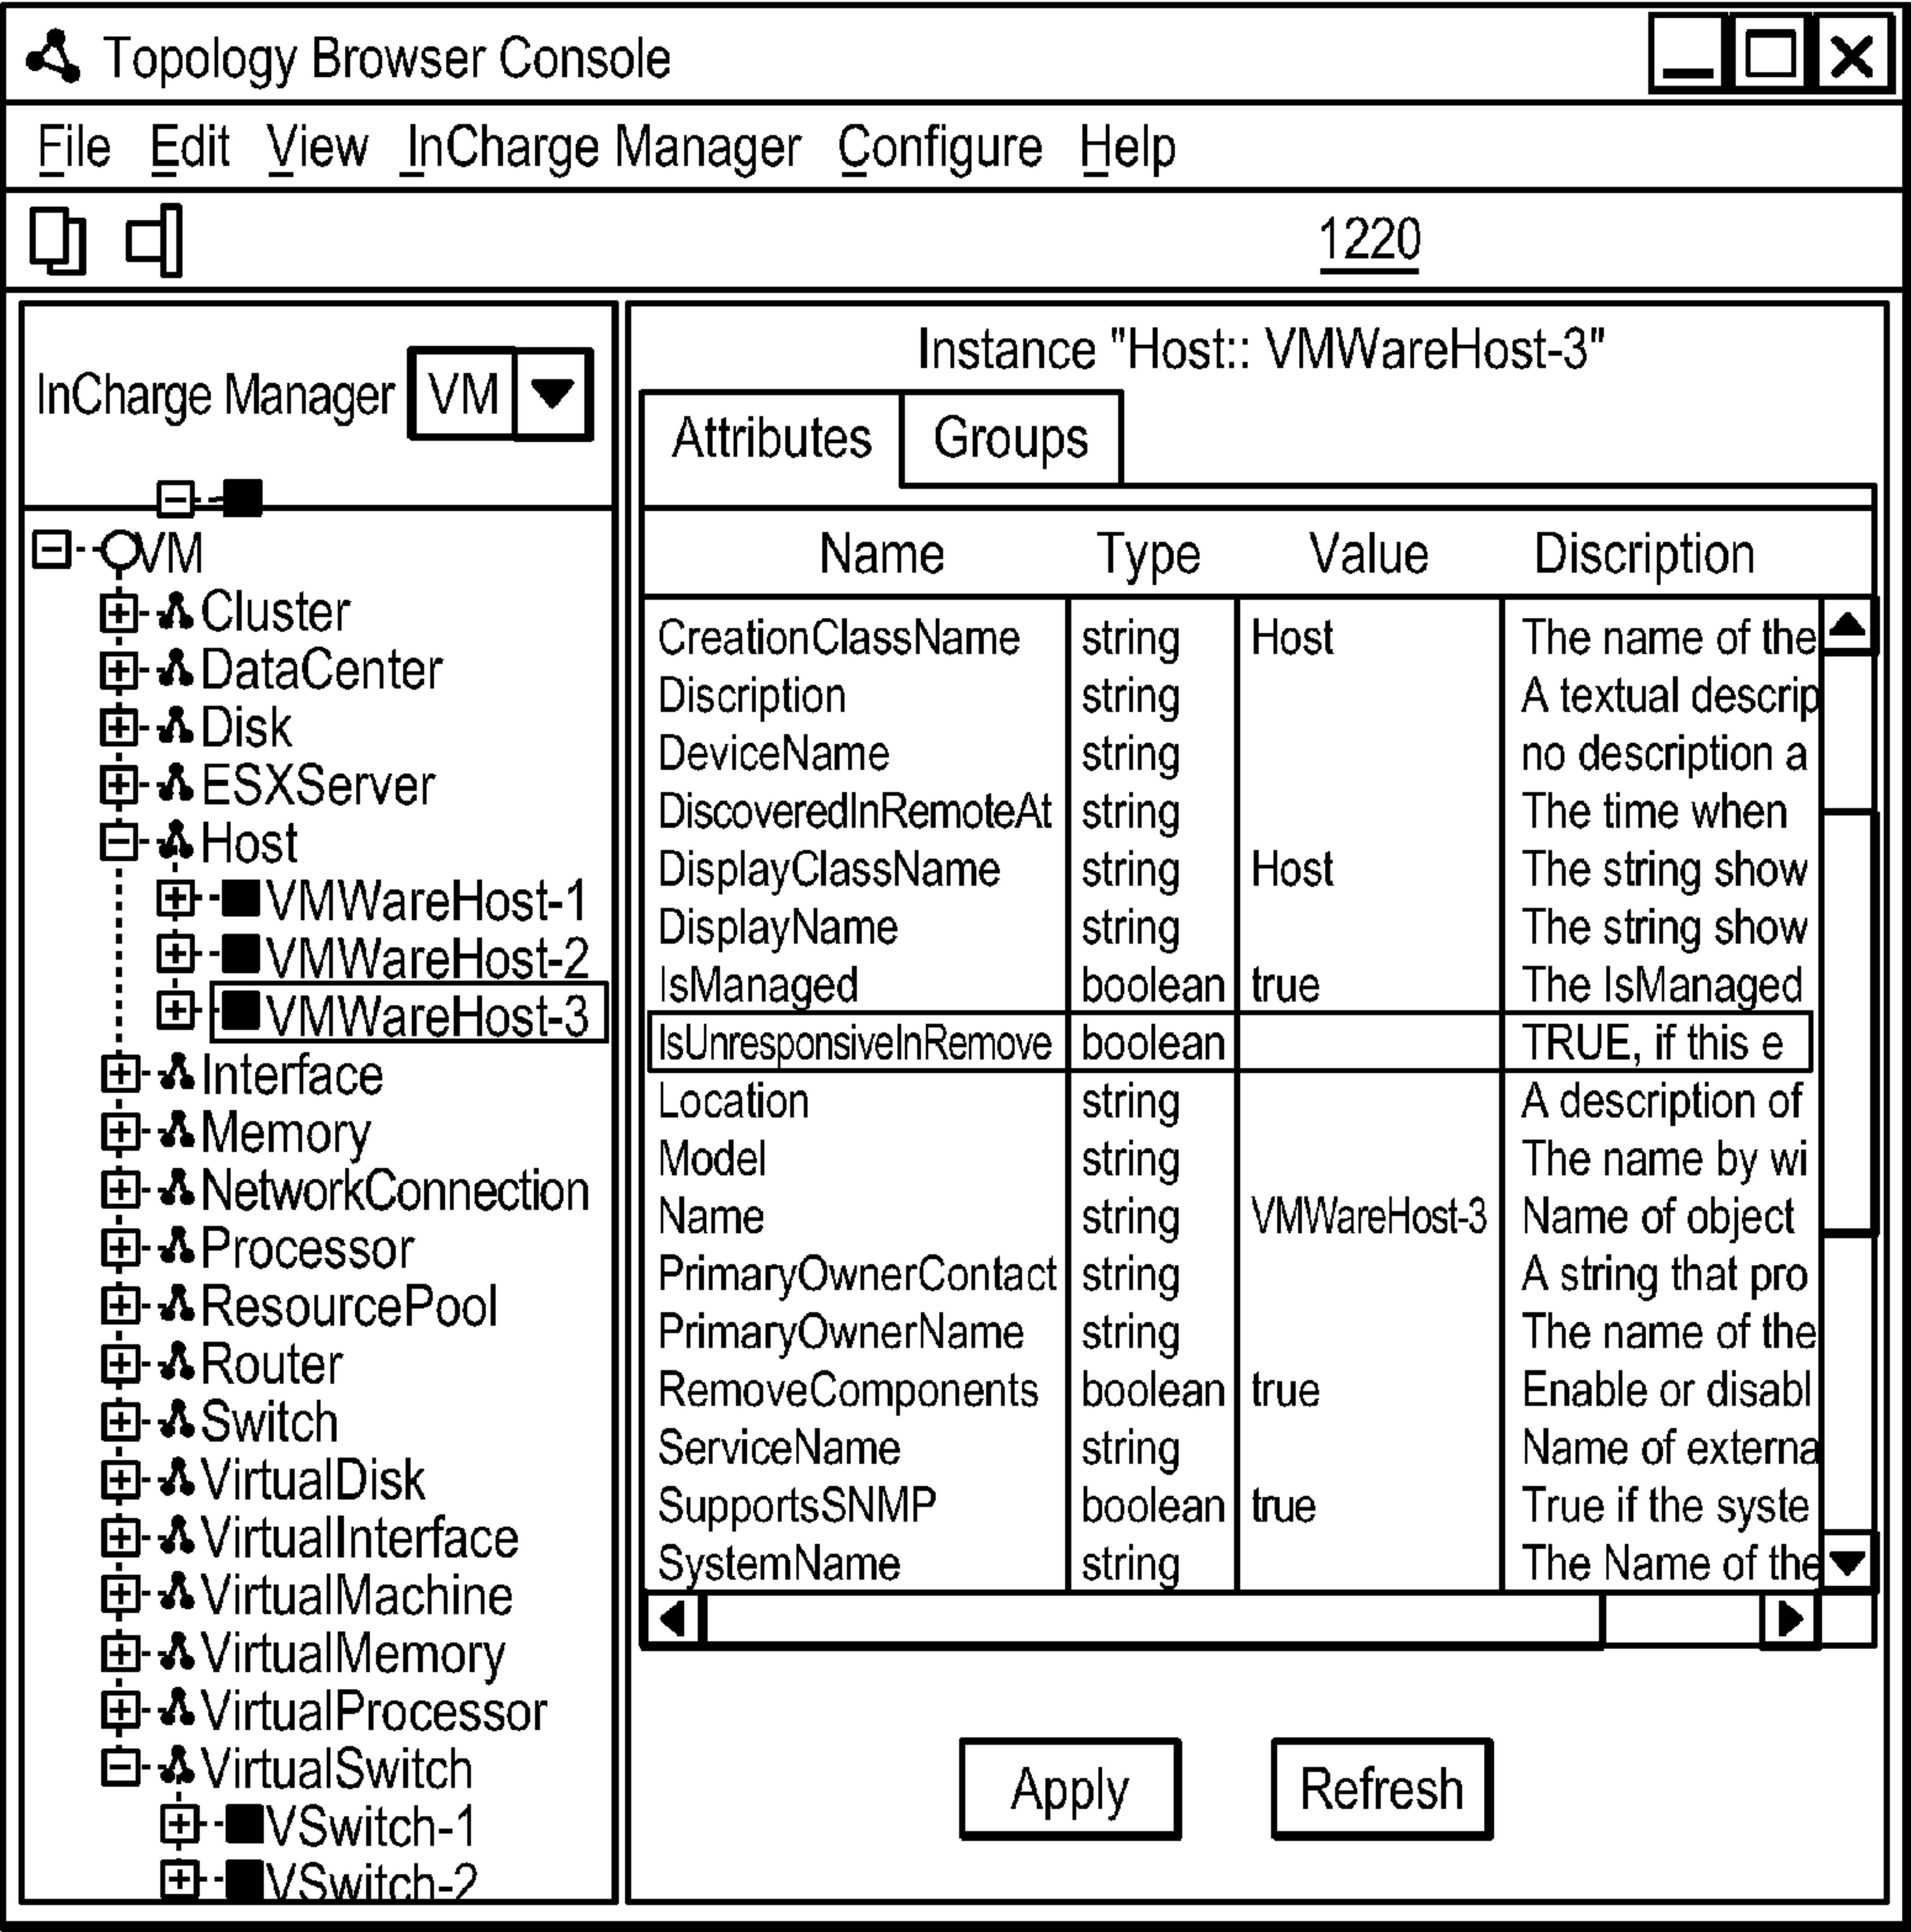 Topology Browser Console
File Edit View InCharge Manager Configure Help
1220
InCharge Manager VM
VM
Cluster
DataCenter
Disk
ESXServer
Host
VMWareHost-1
VMWareHost-2
VMWareHost-3
Interface
Memory
NetworkConnection
Processor
ResourcePool
Router
Switch
VirtualDisk
VirtualInterface
VirtualMachine
VirtualMemory
VirtualProcessor
VirtualSwitch
VSwitch-1
VSwitch-2
Instance "Host:: VMWareHost-3"
Attributes Groups
Name Type Value Discription
CreationClassName string Host The name of the
Discription string A textual descrip
DeviceName string no description a
DiscoveredInRemoteAt string The time when
DisplayClassName string Host The string show
DisplayName string The string show
IsManaged boolean true The IsManaged
IsUnresponsiveInRemove boolean TRUE, if this e
Location string A description of
Model string The name by wi
Name string VMWareHost-3 Name of object
PrimaryOwnerContact string A string that pro
PrimaryOwnerName string The name of the
RemoveComponents boolean true Enable or disabl
ServiceName string Name of externa
SupportsSNMP boolean true True if the syste
SystemName string The Name of the
Apply Refresh